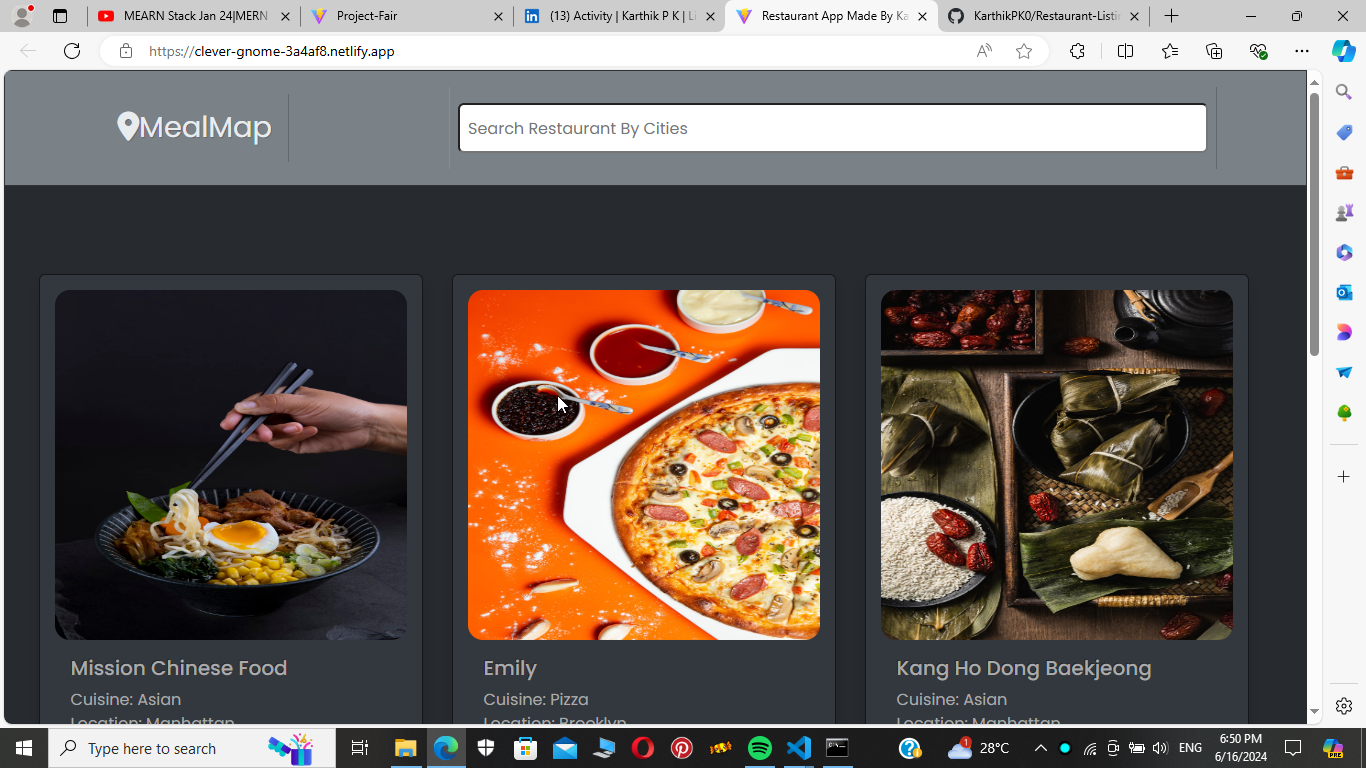 MEARN Stack Jan 24|MERN
Project-Fair
(13) Activity | Karthik P K | Li
Restaurant App Made By Ka
KarthikPK0/Restaurant-Listi
https://clever-gnome-3a4af8.netlify.app
MealMap
Search Restaurant By Cities
Mission Chinese Food
Cuisine: Asian
Location: Manhattan
Emily
Cuisine: Pizza
Location: Brooklyn
Kang Ho Dong Baekjeong
Cuisine: Asian
Location: Manhattan
Type here to search
1
28°C
ENG
6:50 PM
6/16/2024
PRE